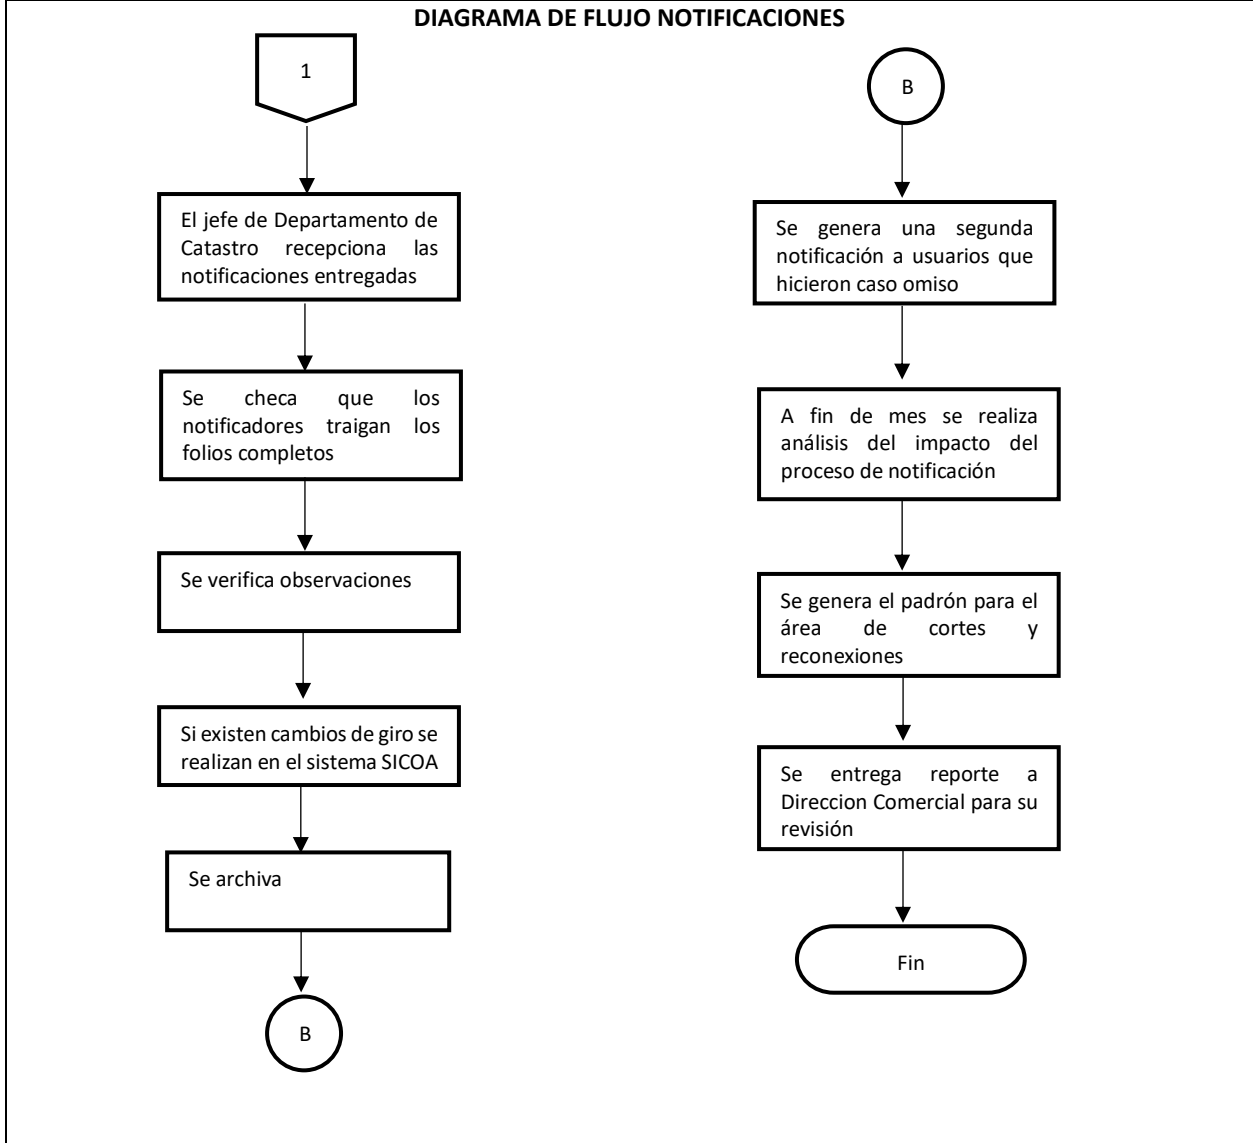 DIAGRAMA DE FLUJO NOTIFICACIONES
1
El jefe de Departamento de
Catastro recepciona las
notificaciones entregadas
Se checa que los
notificadores traigan los
folios completos
Se verifica observaciones
Si existen cambios de giro se
realizan en el sistema SICOA
Se archiva
B
B
Se genera una segunda
notificación a usuarios que
hicieron caso omiso
A fin de mes se realiza
análisis del impacto del
proceso de notificación
Se genera el padrón para el
área de cortes y
reconexiones
Se entrega reporte a
Direccion Comercial para su
revisión
Fin